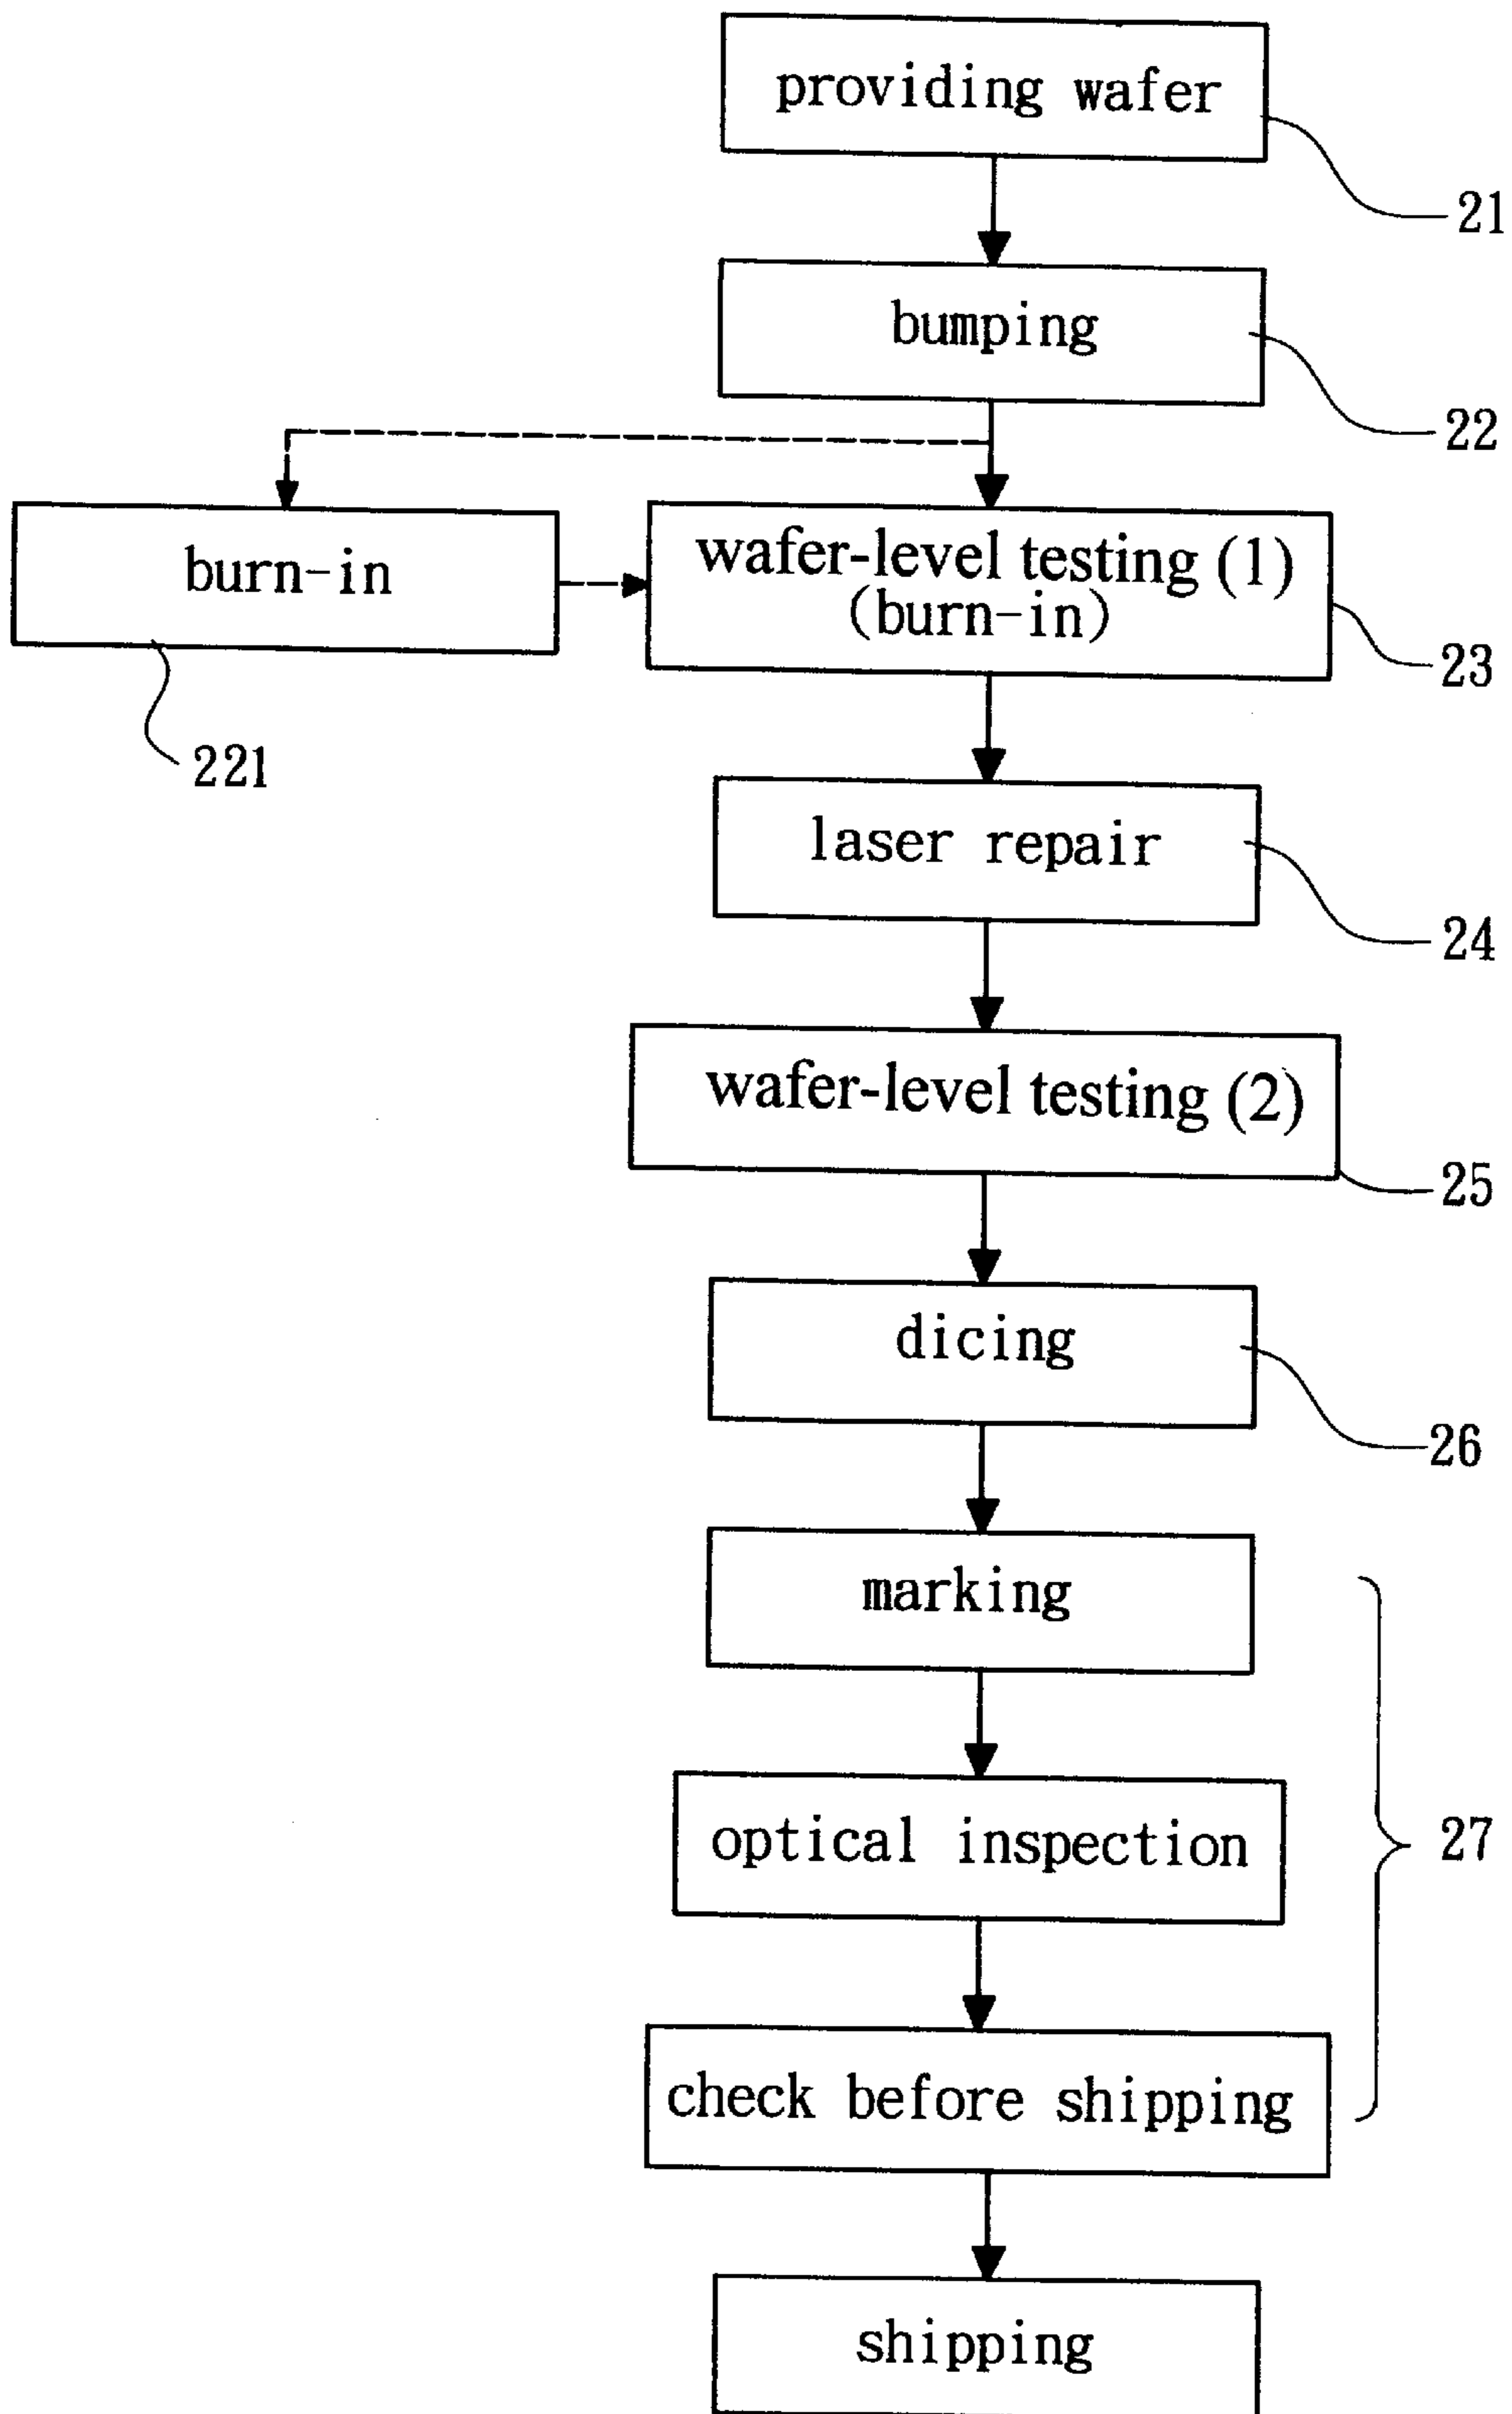 providing wafer
21
bumping
22
burn-in
221
wafer-level testing (1)
(burn-in)
23
laser repair
24
wafer-level testing (2)
25
dicing
26
marking
optical inspection
27
check before shipping
shipping